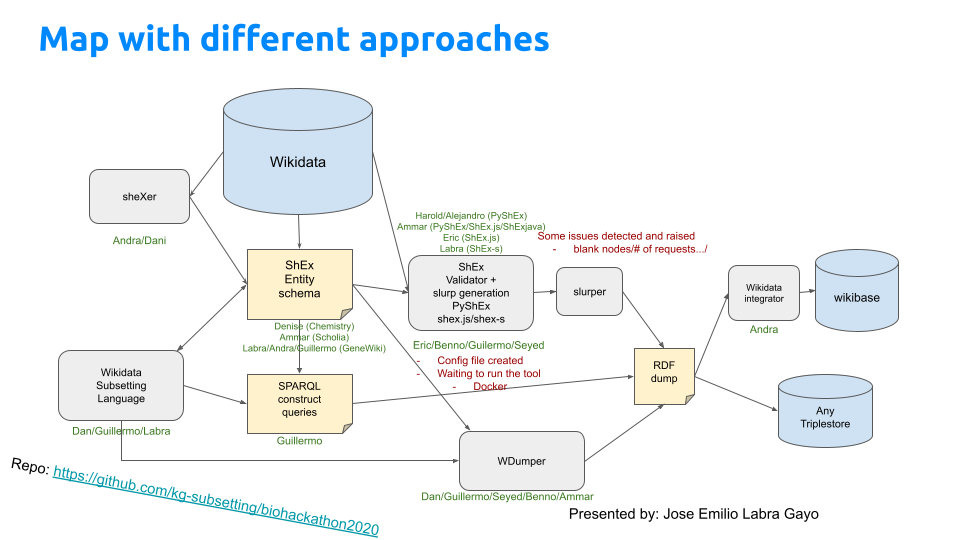 Map with different approaches
Wikidata
sheXer
Andra/Dani
Harold/Alejandro (PyShEx)
Ammar (PyShEx/ShEx.js/ShExjava)
Eric (ShEx.js)
Labra (ShEx-s)
Some issues detected and raised
- blank nodes/# of requests.../
ShEx
Entity
schema
ShEx
Validator +
slurp generation
PyShEx
shex.js/shex-s
slurper
Wikidata
integrator
Andra
wikibase
Denise (Chemistry)
Ammar (Scholia)
Labra/Andra/Guillermo (GeneWiki)
Eric/Benno/Guilermo/Seyed
- Config file created
- Waiting to run the tool
- Docker
Wikidata
Subsetting
Language
Dan/Guillermo/Labra
SPARQL
construct
queries
Guillermo
RDF
dump
Any
Triplestore
WDumper
Dan/Guillermo/Seyed/Benno/Ammar
Repo: https://github.com/kg-subsetting/biohackathon2020
Presented by: Jose Emilio Labra Gayo